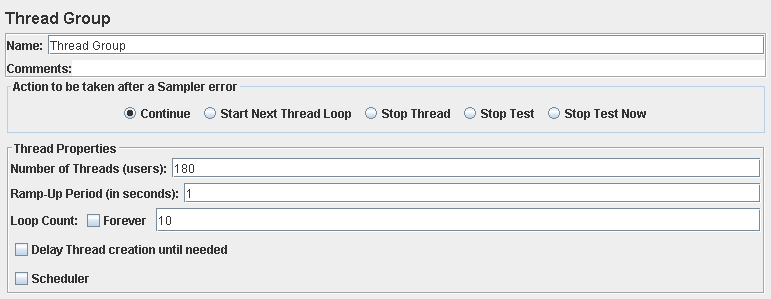 Thread Group
Name: Thread Group
Comments:
Action to be taken after a Sampler error
Continue Start Next Thread Loop Stop Thread Stop Test Stop Test Now
Thread Properties
Number of Threads (users): 180
Ramp-Up Period (in seconds): 1
Loop Count: Forever 10
Delay Thread creation until needed
Scheduler